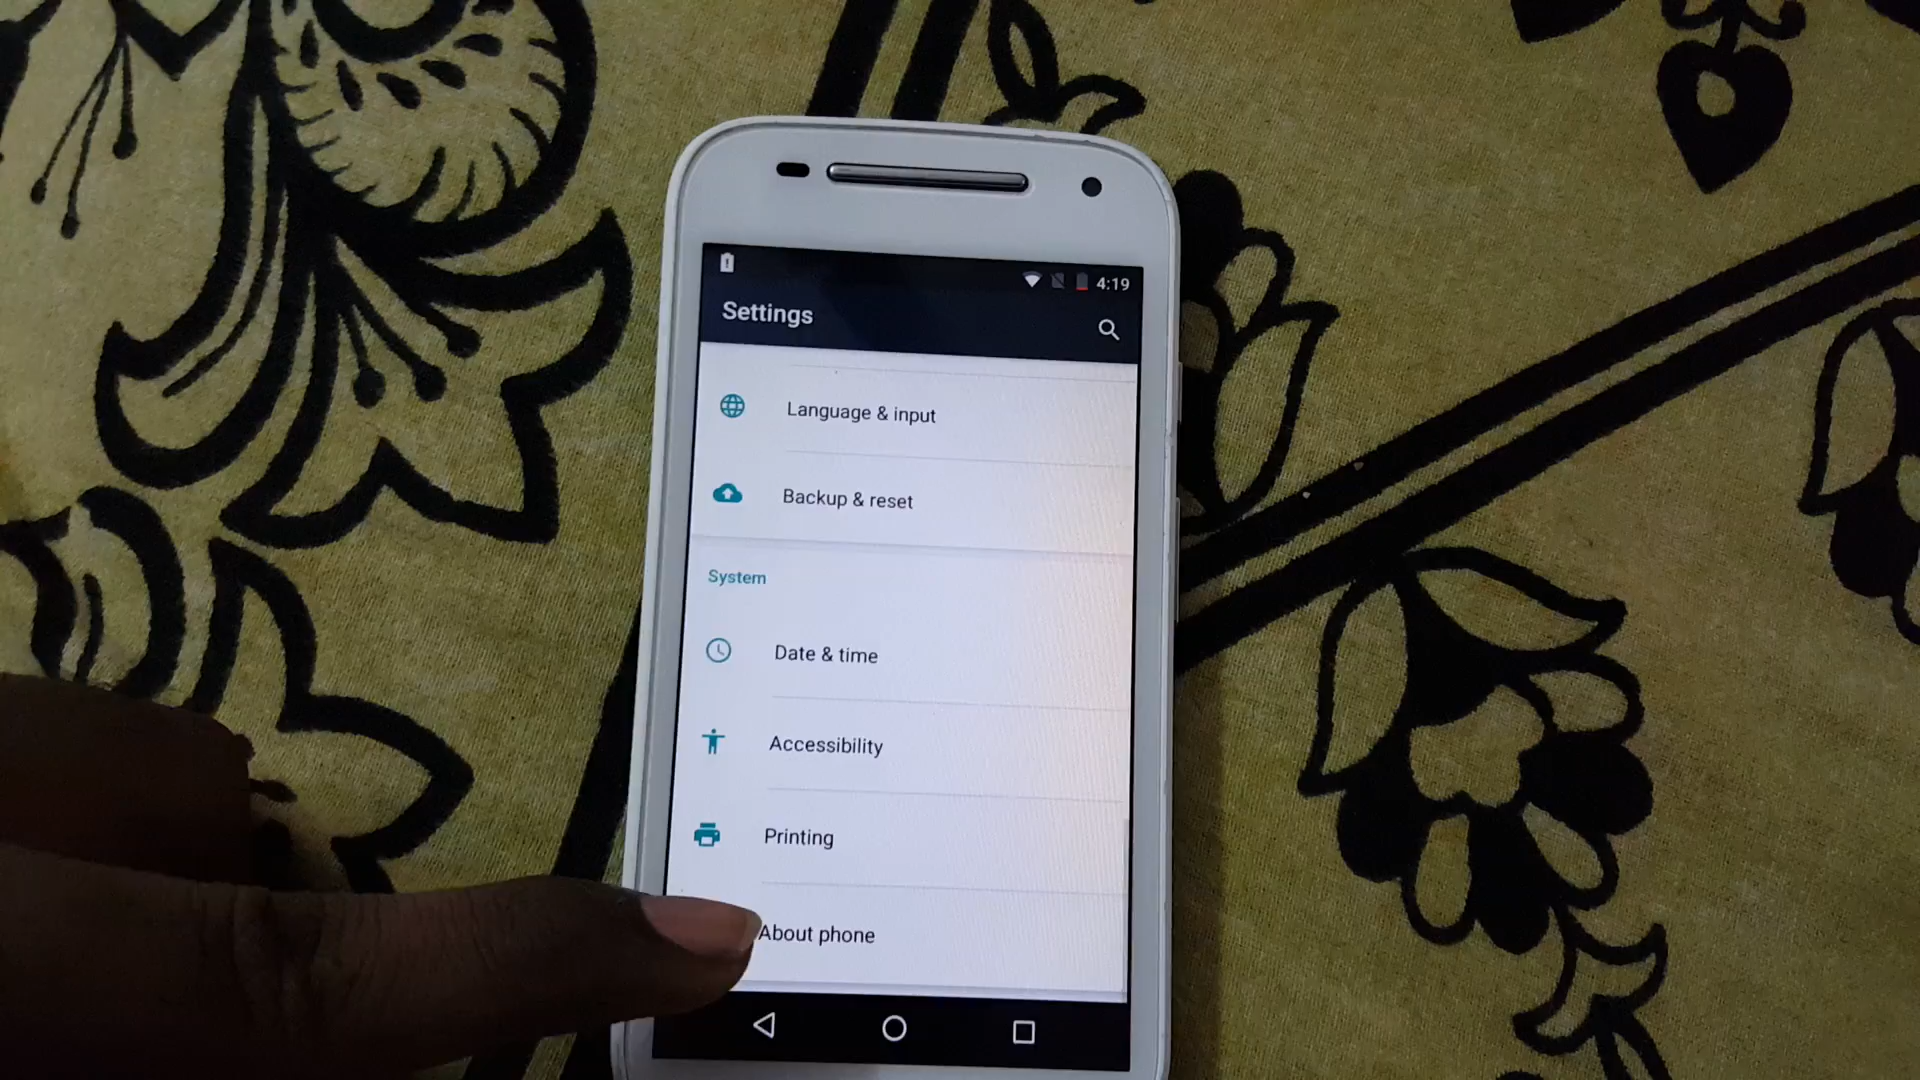 4:19
Settings
Language & input
Backup & reset
System
Date & time
Accessibility
Printing
About phone